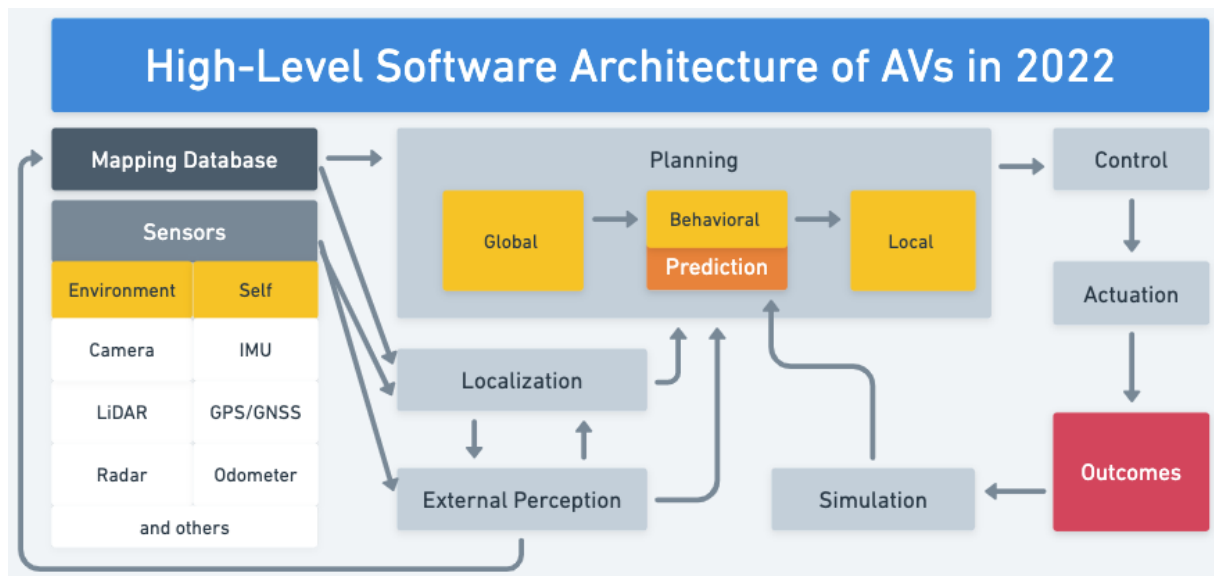 High-Level Software Architecture of AVs in 2022
Mapping Database
Sensors
Environment
Self
Camera
IMU
LiDAR
GPS/GNSS
Radar
Odometer
and others
Planning
Global
Behavioral
Prediction
Local
Localization
External Perception
Simulation
Control
Actuation
Outcomes